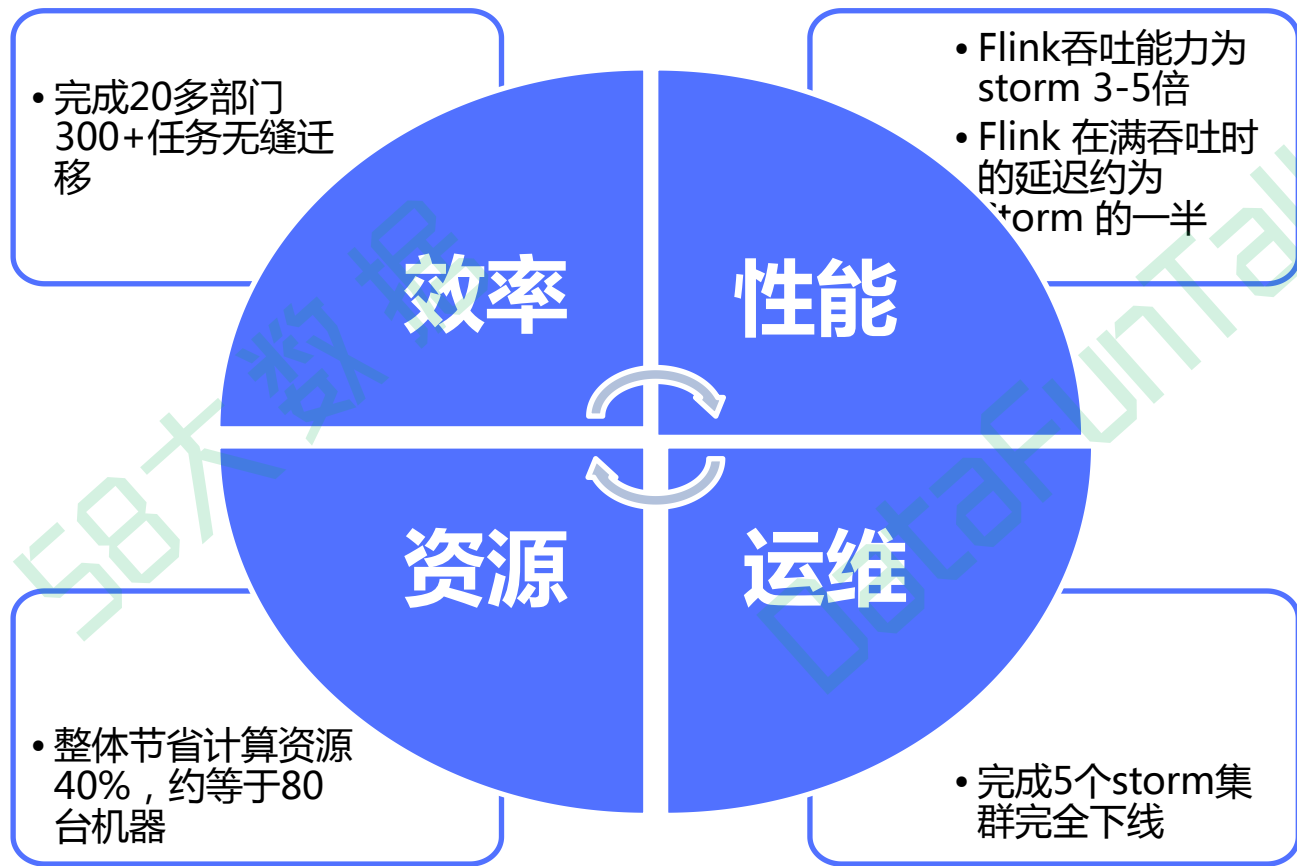 • 完成20多部门
300+任务无缝迁
移
• Flink吞吐能力为
storm 3-5倍
• Flink 在满吞吐时
的延迟约为
torm 的一半
效率
性能
资源
运维
• 整体节省计算资源
40%，约等于80
台机器
• 完成5个storm集
群完全下线
58大数据
DataFunTalk